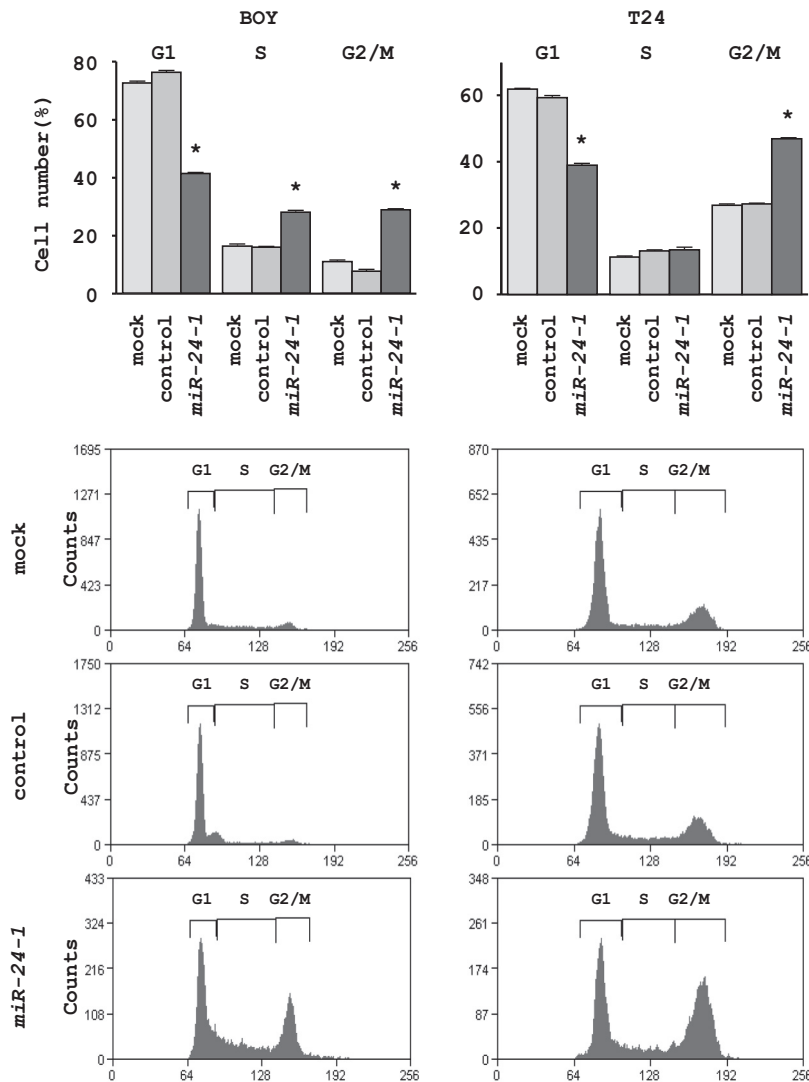 BOY T24
G1 S G2/M G1 S G2/M
Cell number(%)
80
60
40
20
0
60
40
20
0
* * * * *
mock control miR-24-1 mock control miR-24-1 mock control miR-24-1
mock control miR-24-1 mock control miR-24-1 mock control miR-24-1
mock
Counts
1695
1271
847
423
0
G1 S G2/M
0 64 128 192 256
870
652
435
217
0
G1 S G2/M
0 64 128 192 256
control
Counts
1750
1312
875
437
0
G1 S G2/M
0 64 128 192 256
742
556
371
185
0
G1 S G2/M
0 64 128 192 256
miR-24-1
Counts
433
324
216
108
0
G1 S G2/M
0 64 128 192 256
348
261
174
87
0
G1 S G2/M
0 64 128 192 256